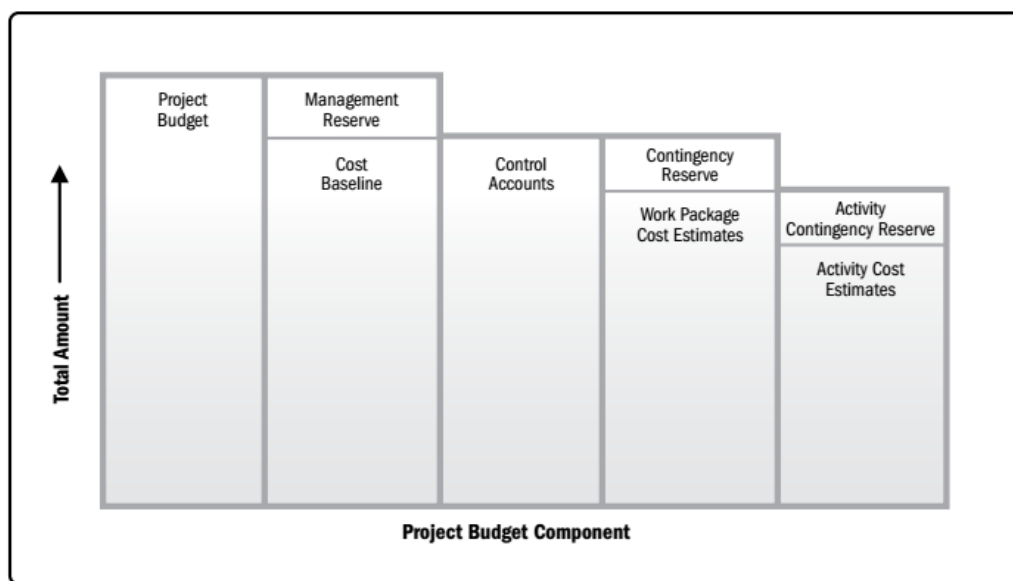 Project
Budget
Management
Reserve
Cost
Baseline
Control
Accounts
Contingency
Reserve
Work Package
Cost Estimates
Activity
Contingency Reserve
Activity Cost
Estimates
Total Amount
Project Budget Component